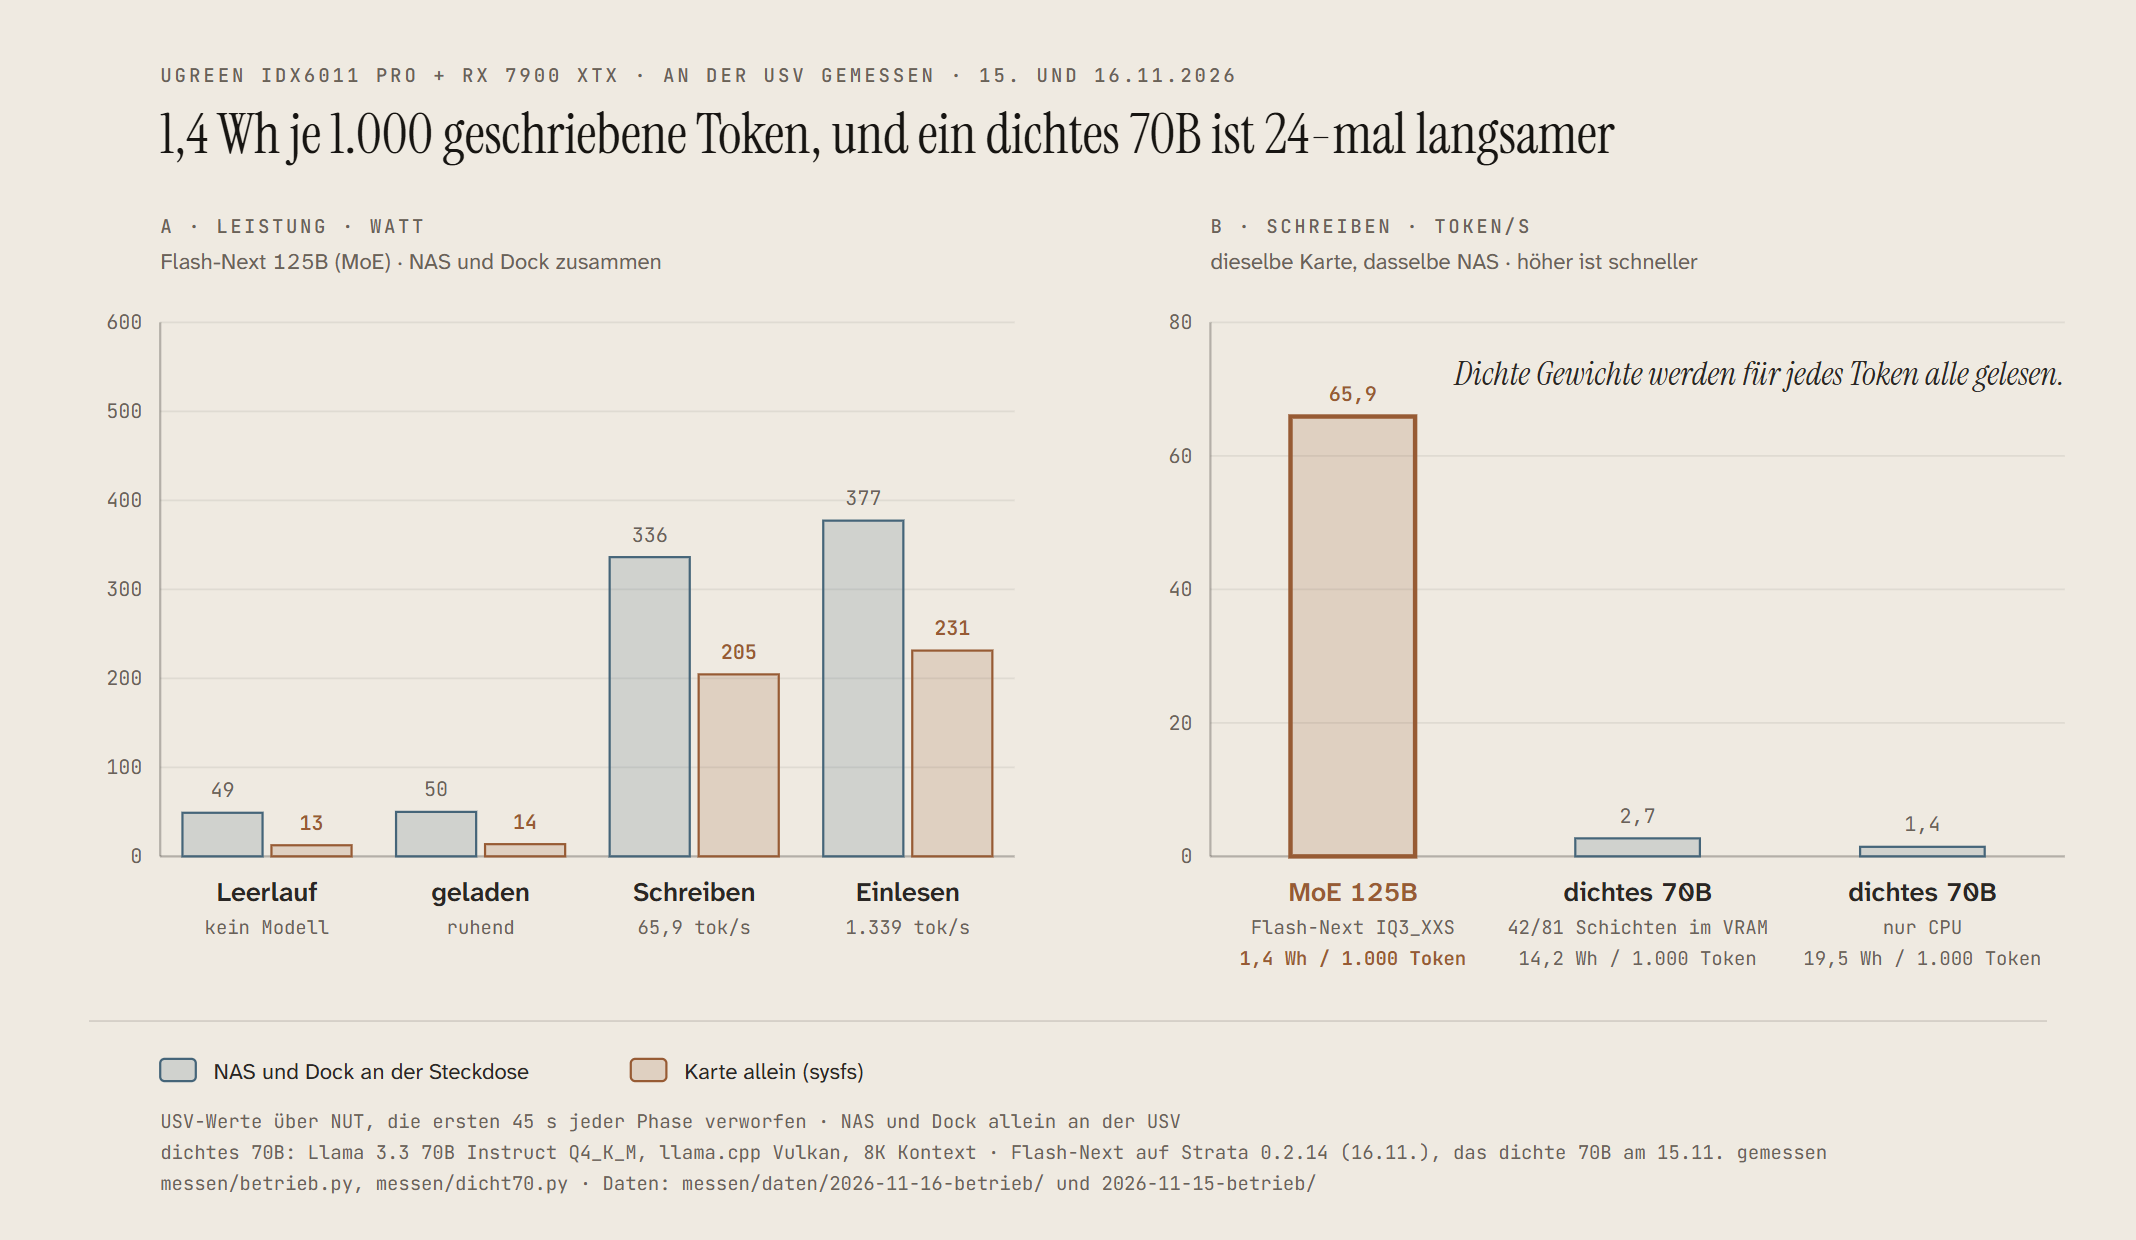 UGREEN IDX6011 PRO + RX 7900 XTX · AN DER USV GEMESSEN · 15. UND 16.11.2026
1,4 Wh je 1.000 geschriebene Token, und ein dichtes 70B ist 24-mal langsamer
A · LEISTUNG · WATT
Flash-Next 125B (MoE) · NAS und Dock zusammen
600
500
400
300
200
100
0
49
13
50
14
336
205
377
231
Leerlauf
kein Modell
geladen
ruhend
Schreiben
65,9 tok/s
Einlesen
1.339 tok/s
B · SCHREIBEN · TOKEN/S
dieselbe Karte, dasselbe NAS · höher ist schneller
80
60
40
20
0
Dichte Gewichte werden für jedes Token alle gelesen.
65,9
2,7
1,4
MoE 125B
Flash-Next IQ3_XXS
1,4 Wh / 1.000 Token
dichtes 70B
42/81 Schichten im VRAM
14,2 Wh / 1.000 Token
dichtes 70B
nur CPU
19,5 Wh / 1.000 Token
NAS und Dock an der Steckdose
Karte allein (sysfs)
USV-Werte über NUT, die ersten 45 s jeder Phase verworfen · NAS und Dock allein an der USV
dichtes 70B: Llama 3.3 70B Instruct Q4_K_M, llama.cpp Vulkan, 8K Kontext · Flash-Next auf Strata 0.2.14 (16.11.), das dichte 70B am 15.11. gemessen
messen/betrieb.py, messen/dicht70.py · Daten: messen/daten/2026-11-16-betrieb/ und 2026-11-15-betrieb/